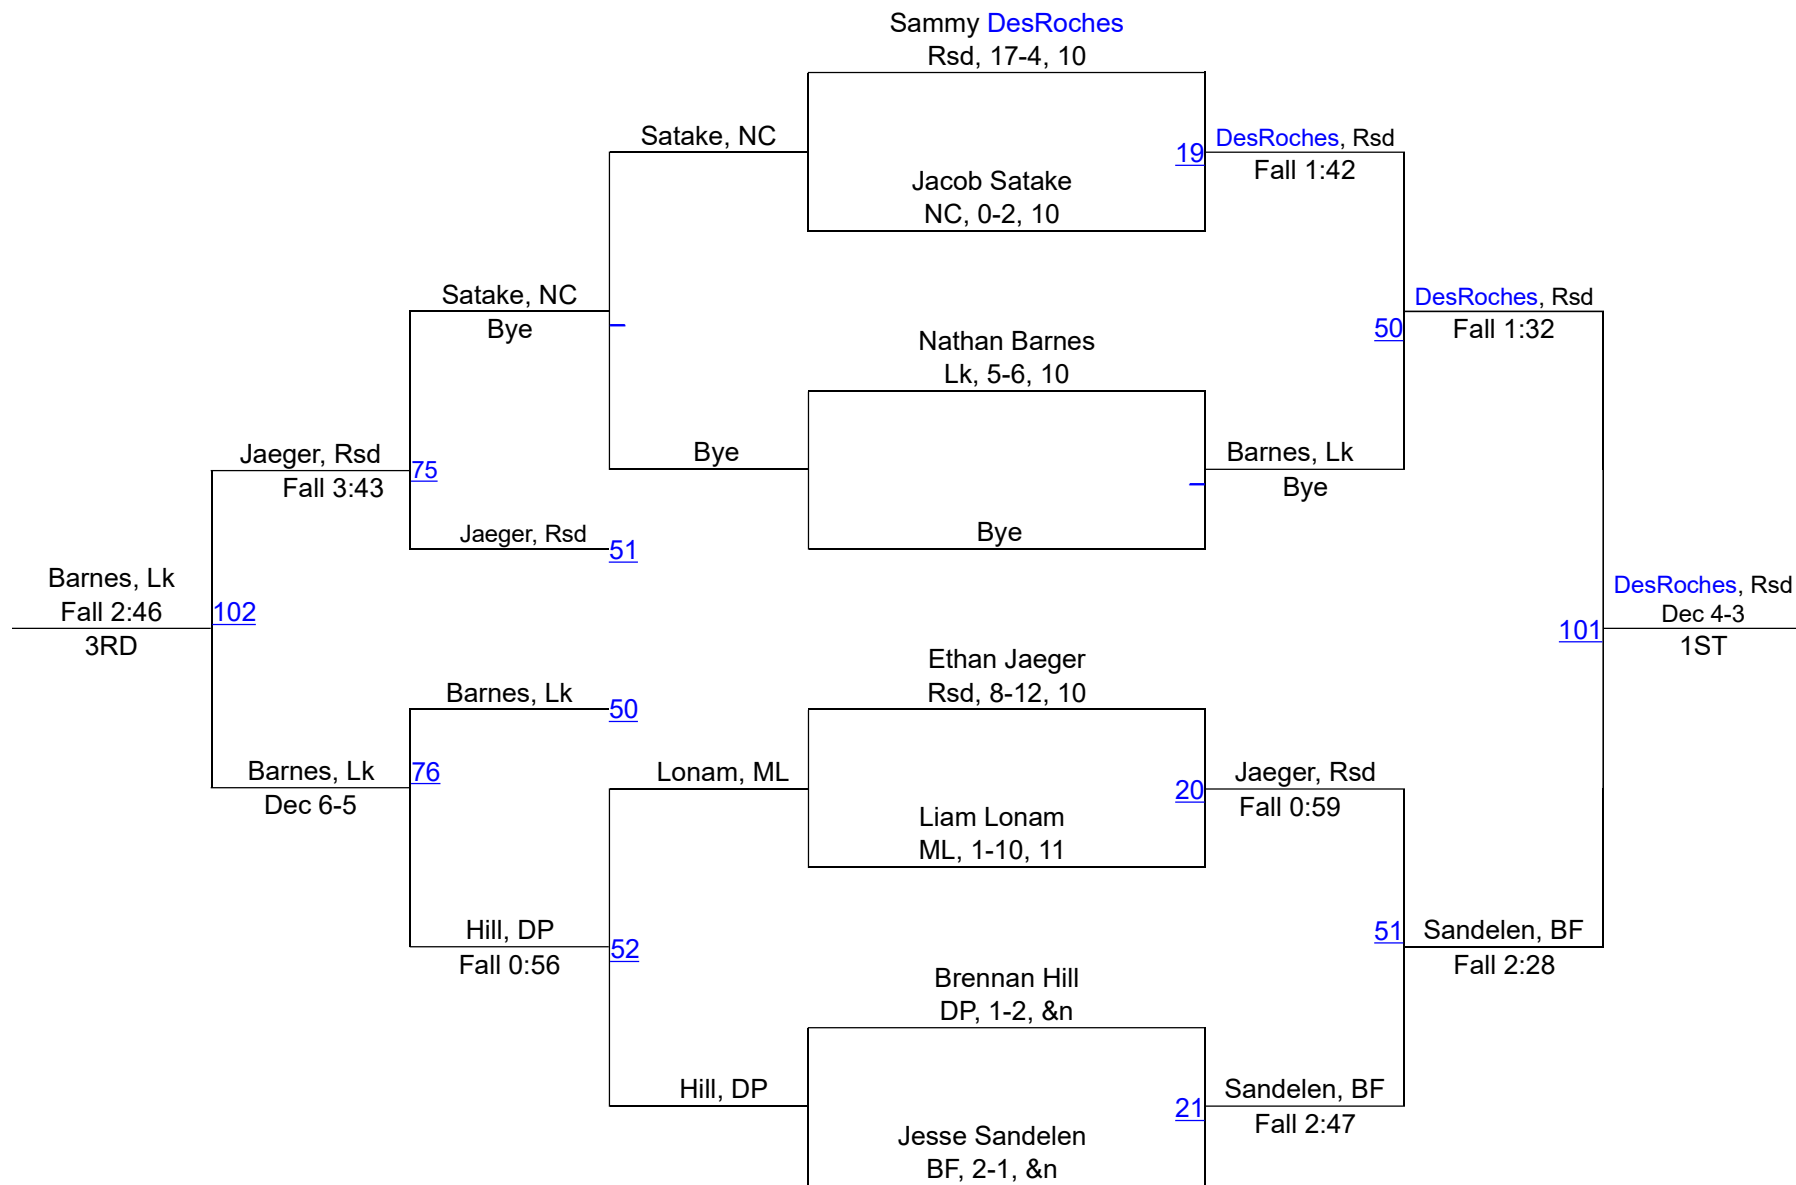 Sammy DesRoches
Rsd, 17-4, 10
Satake, NC
19
DesRoches, Rsd
Fall 1:42
Jacob Satake
NC, 0-2, 10
Satake, NC
Bye
DesRoches, Rsd
Fall 1:32
50
Nathan Barnes
Lk, 5-6, 10
Jaeger, Rsd
Fall 3:43
75
Bye
Barnes, Lk
Bye
Jaeger, Rsd
51
Bye
Barnes, Lk
Fall 2:46
3RD
102
101
DesRoches, Rsd
Dec 4-3
1ST
Ethan Jaeger
Rsd, 8-12, 10
Barnes, Lk
50
Barnes, Lk
Dec 6-5
76
Lonam, ML
20
Jaeger, Rsd
Fall 0:59
Liam Lonam
ML, 1-10, 11
Hill, DP
Fall 0:56
52
51
Sandelen, BF
Fall 2:28
Brennan Hill
DP, 1-2, &n
Hill, DP
21
Sandelen, BF
Fall 2:47
Jesse Sandelen
BF, 2-1, &n